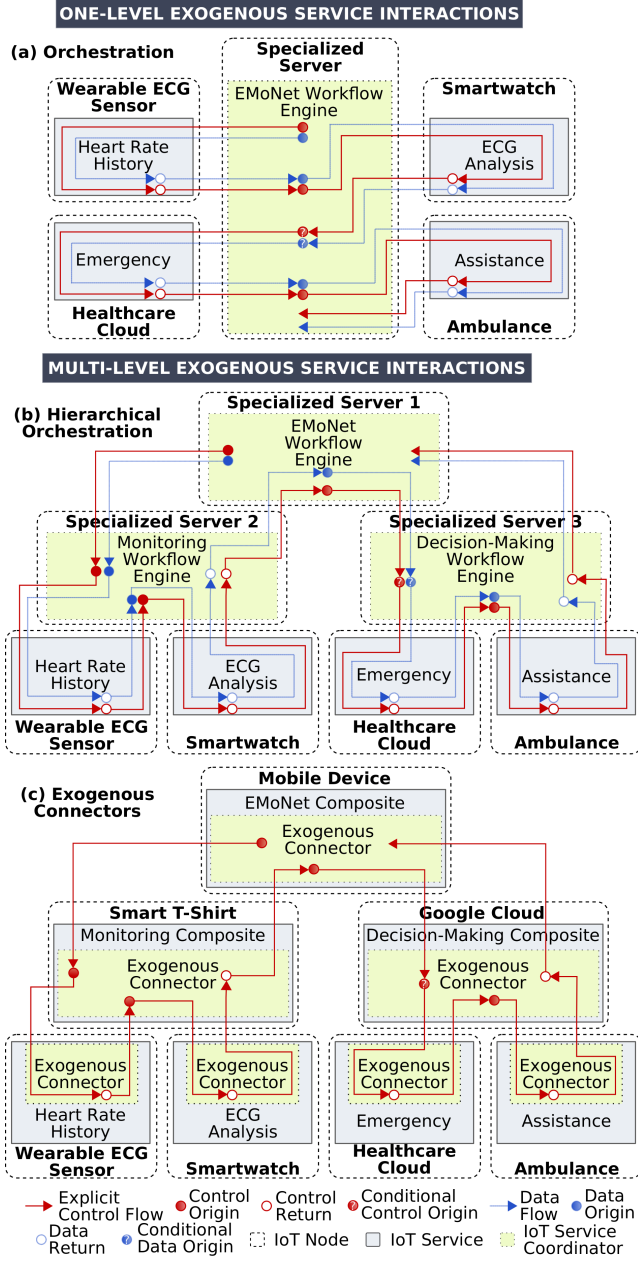 ONE-LEVEL EXOGENOUS SERVICE INTERACTIONS
(a) Orchestration
Specialized
Server
Wearable ECG
Sensor
EMoNet Workflow
Engine
Smartwatch
Heart Rate
History
ECG
Analysis
?
?
Emergency
Assistance
Healthcare
Cloud
Ambulance
MULTI-LEVEL EXOGENOUS SERVICE INTERACTIONS
(b) Hierarchical
Orchestration
Specialized Server 1
EMoNet
Workflow
Engine
Specialized Server 2
Monitoring
Workflow
Engine
Specialized Server 3
Decision-Making
Workflow
Engine
?
?
Heart Rate
History
ECG
Analysis
Emergency
Assistance
Wearable ECG
Sensor
Smartwatch
Healthcare
Cloud
Ambulance
(c) Exogenous
Connectors
Mobile Device
EMoNet Composite
Exogenous
Connector
Smart T-Shirt
Monitoring Composite
Exogenous
Connector
Google Cloud
Decision-Making Composite
Exogenous
Connector
?
Exogenous
Connector
Heart Rate
History
Wearable ECG
Sensor
Exogenous
Connector
ECG
Analysis
Smartwatch
Exogenous
Connector
Emergency
Healthcare
Cloud
Exogenous
Connector
Assistance
Ambulance
Explicit
Control Flow
Control
Origin
Control
Return
?
Conditional
Control Origin
Data
Flow
Data
Origin
Data
Return
?
Conditional
Data Origin
IoT Node
IoT Service
IoT Service
Coordinator